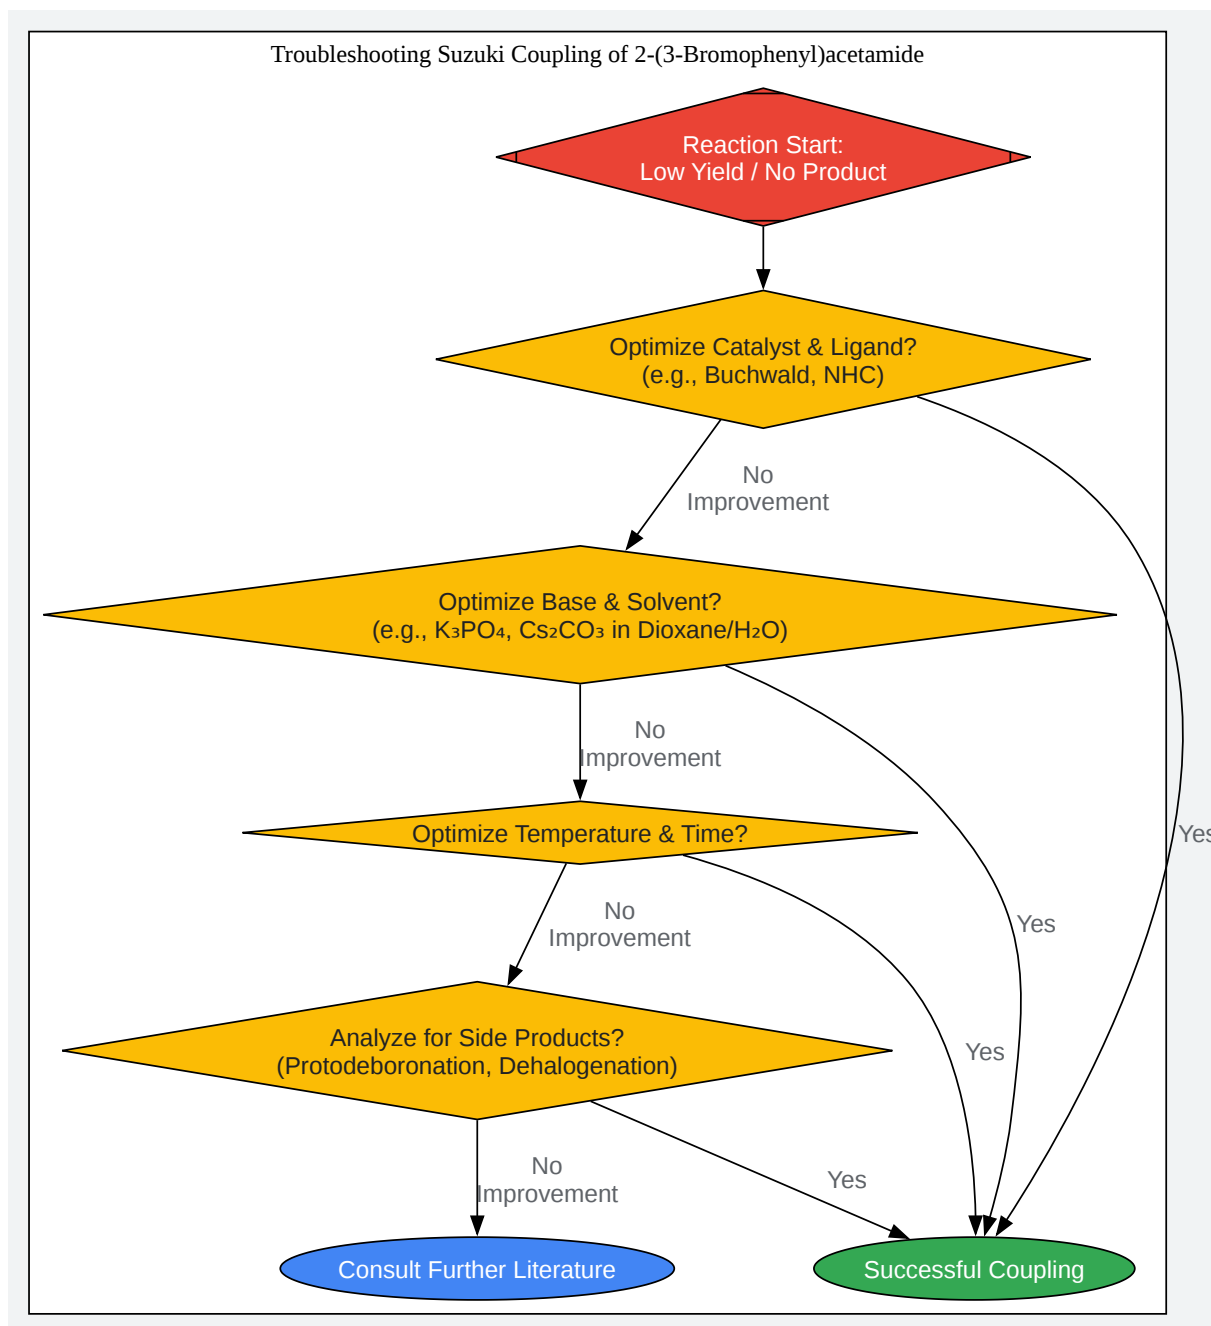 Troubleshooting Suzuki Coupling of 2-(3-Bromophenyl)acetamide
Reaction Start:
Low Yield / No Product
Optimize Catalyst & Ligand?
(e.g., Buchwald, NHC)
No
Improvement
Optimize Base & Solvent?
(e.g., K₃PO₄, Cs₂CO₃ in Dioxane/H₂O)
No
Improvement
Optimize Temperature & Time?
Yes
No
Improvement
Yes
Analyze for Side Products?
(Protodeboronation, Dehalogenation)
Yes
No
Improvement
Yes
Consult Further Literature
Successful Coupling